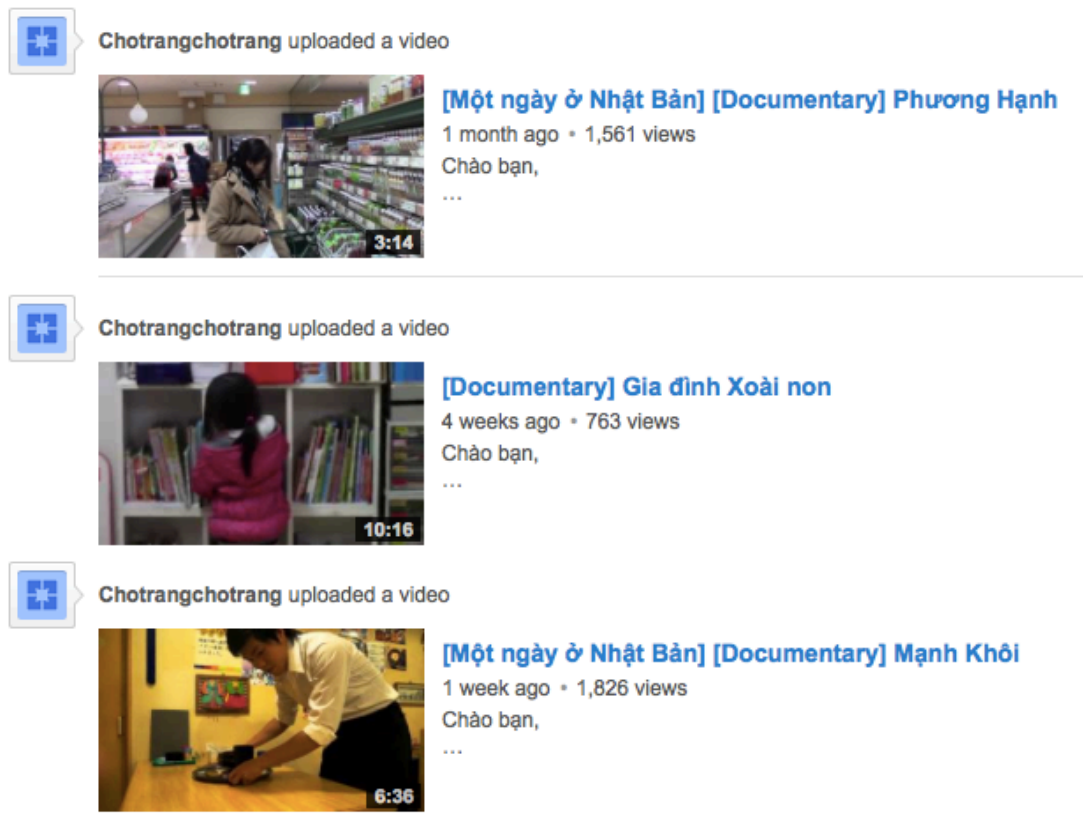 Chotrangchotrang uploaded a video
[Một ngày ở Nhật Bản] [Documentary] Phương Hạnh
1 month ago • 1,561 views
Chào bạn,
...
3:14
Chotrangchotrang uploaded a video
[Documentary] Gia đình Xoài non
4 weeks ago • 763 views
Chào bạn,
...
10:16
Chotrangchotrang uploaded a video
[Một ngày ở Nhật Bản] [Documentary] Mạnh Khôi
1 week ago • 1,826 views
Chào bạn,
...
6:36